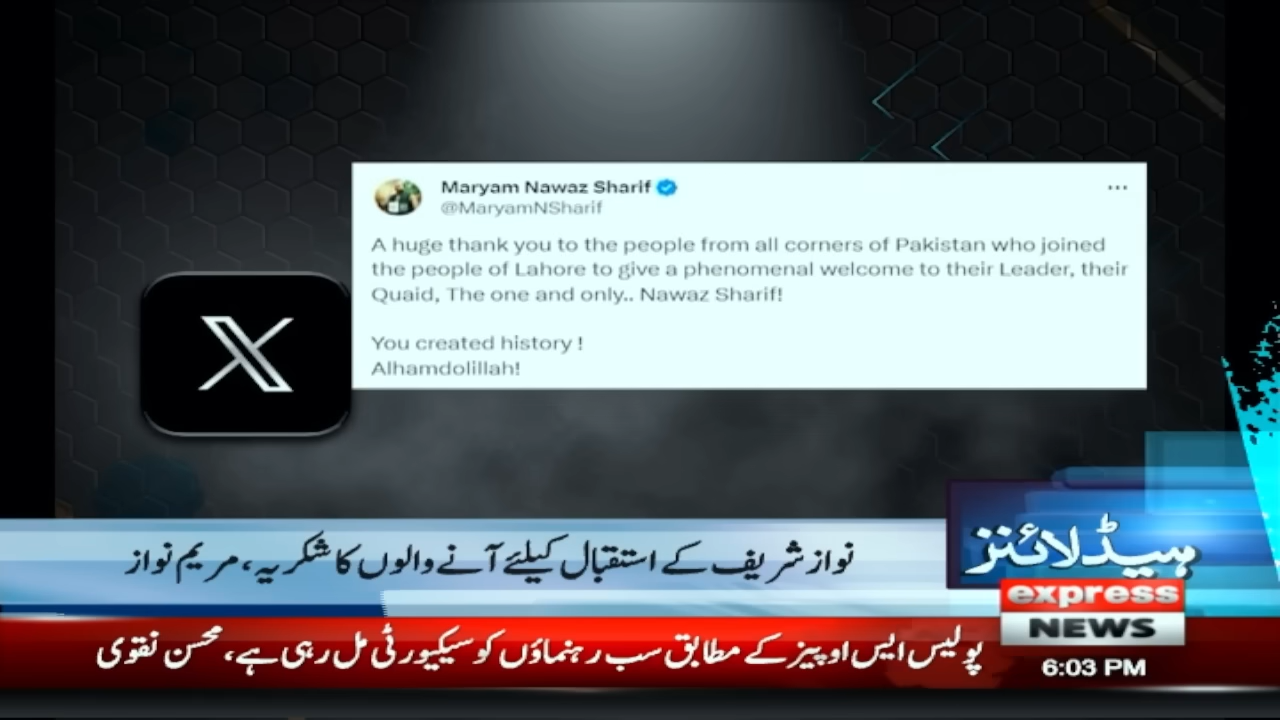 Maryam Nawaz Sharif
@MaryamNSharif
A huge thank you to the people from all corners of Pakistan who joined
the people of Lahore to give a phenomenal welcome to their Leader, their
Quaid, The one and only.. Nawaz Sharif!
You created history !
Alhamdolillah!
X
نواز شریف کے استقبال کیلئے آنے والوں کا شکریہ، مریم نواز
ہیڈلائنز
express
NEWS
پولیس ایس او پیز کے مطابق سب رہنماؤں کو سیکیورٹی مل رہی ہے، محسن نقوی
6:03 PM